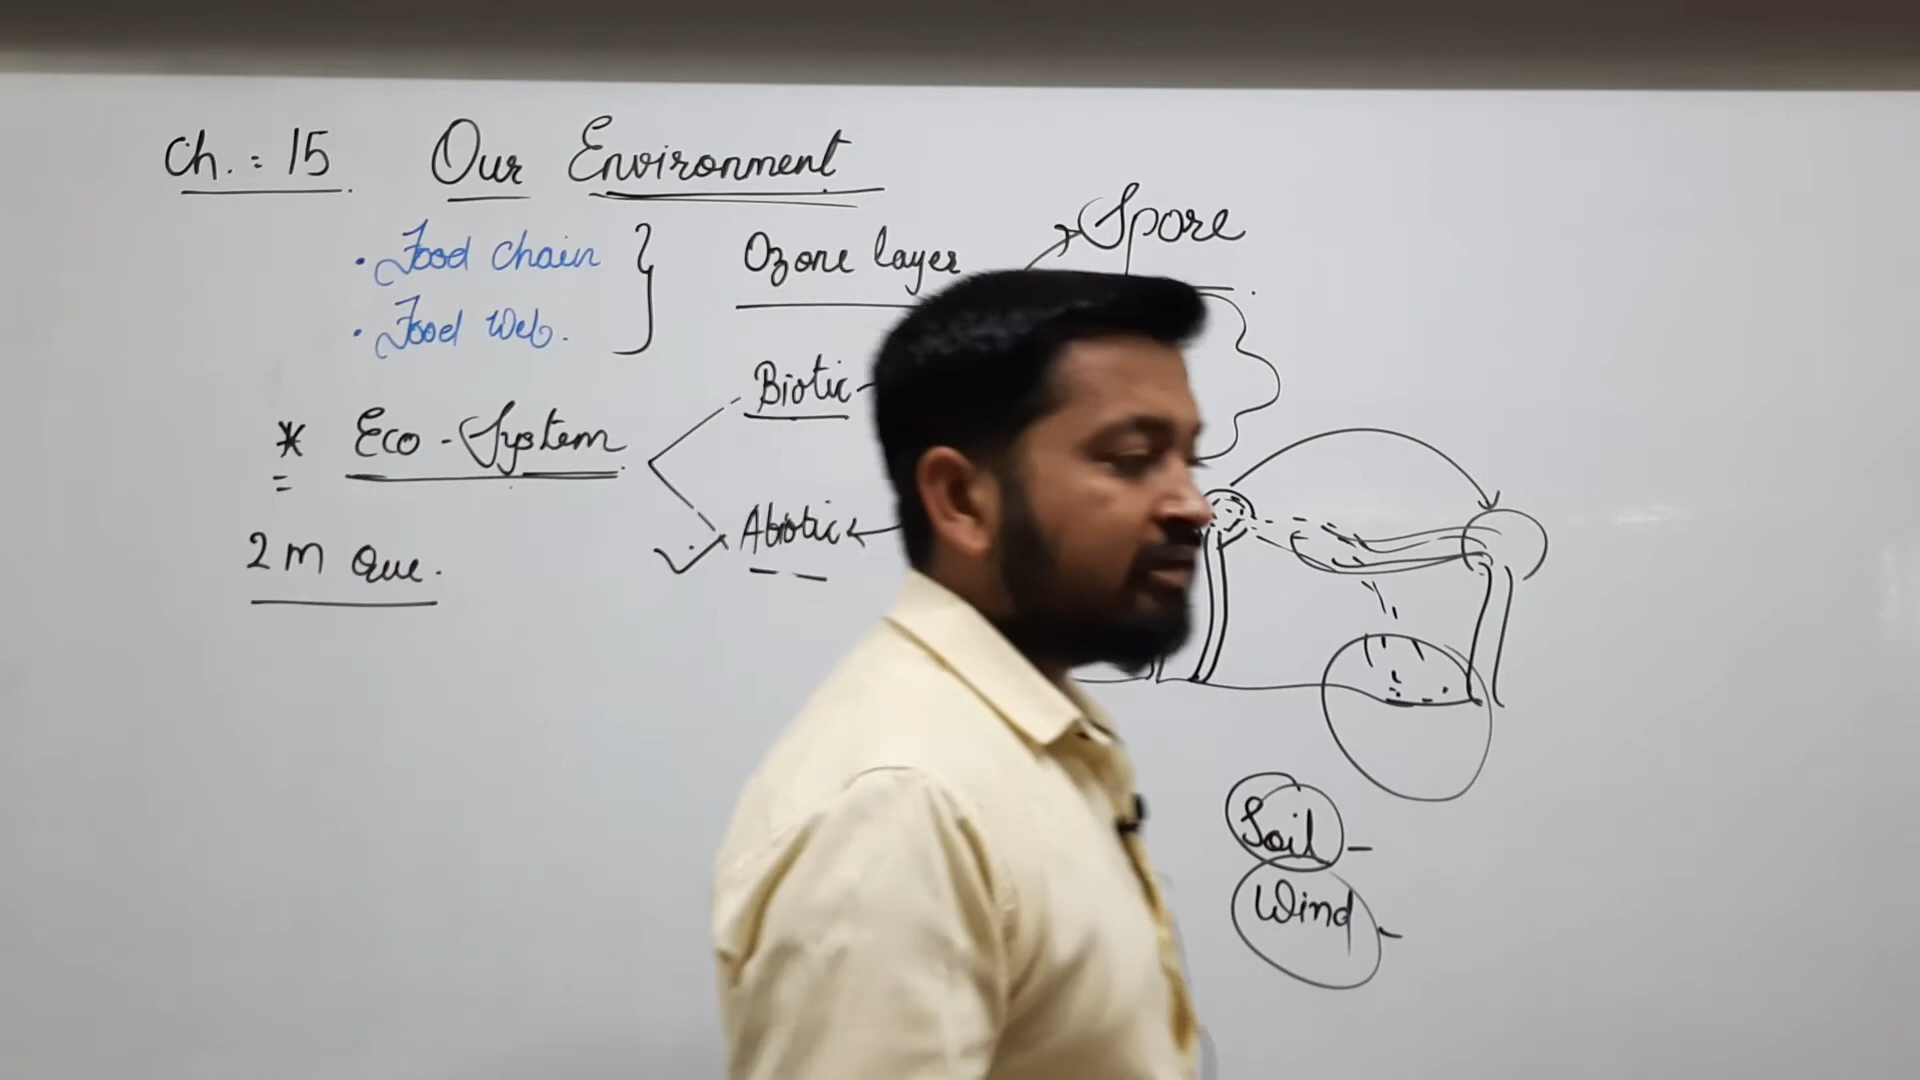 Ch. : 15 Our Environment
• Food Chain
• Food Web.
Ozone layer
Spore
* Eco-System
Biotic
Abiotic
2 M Que.
Soil -
Wind -